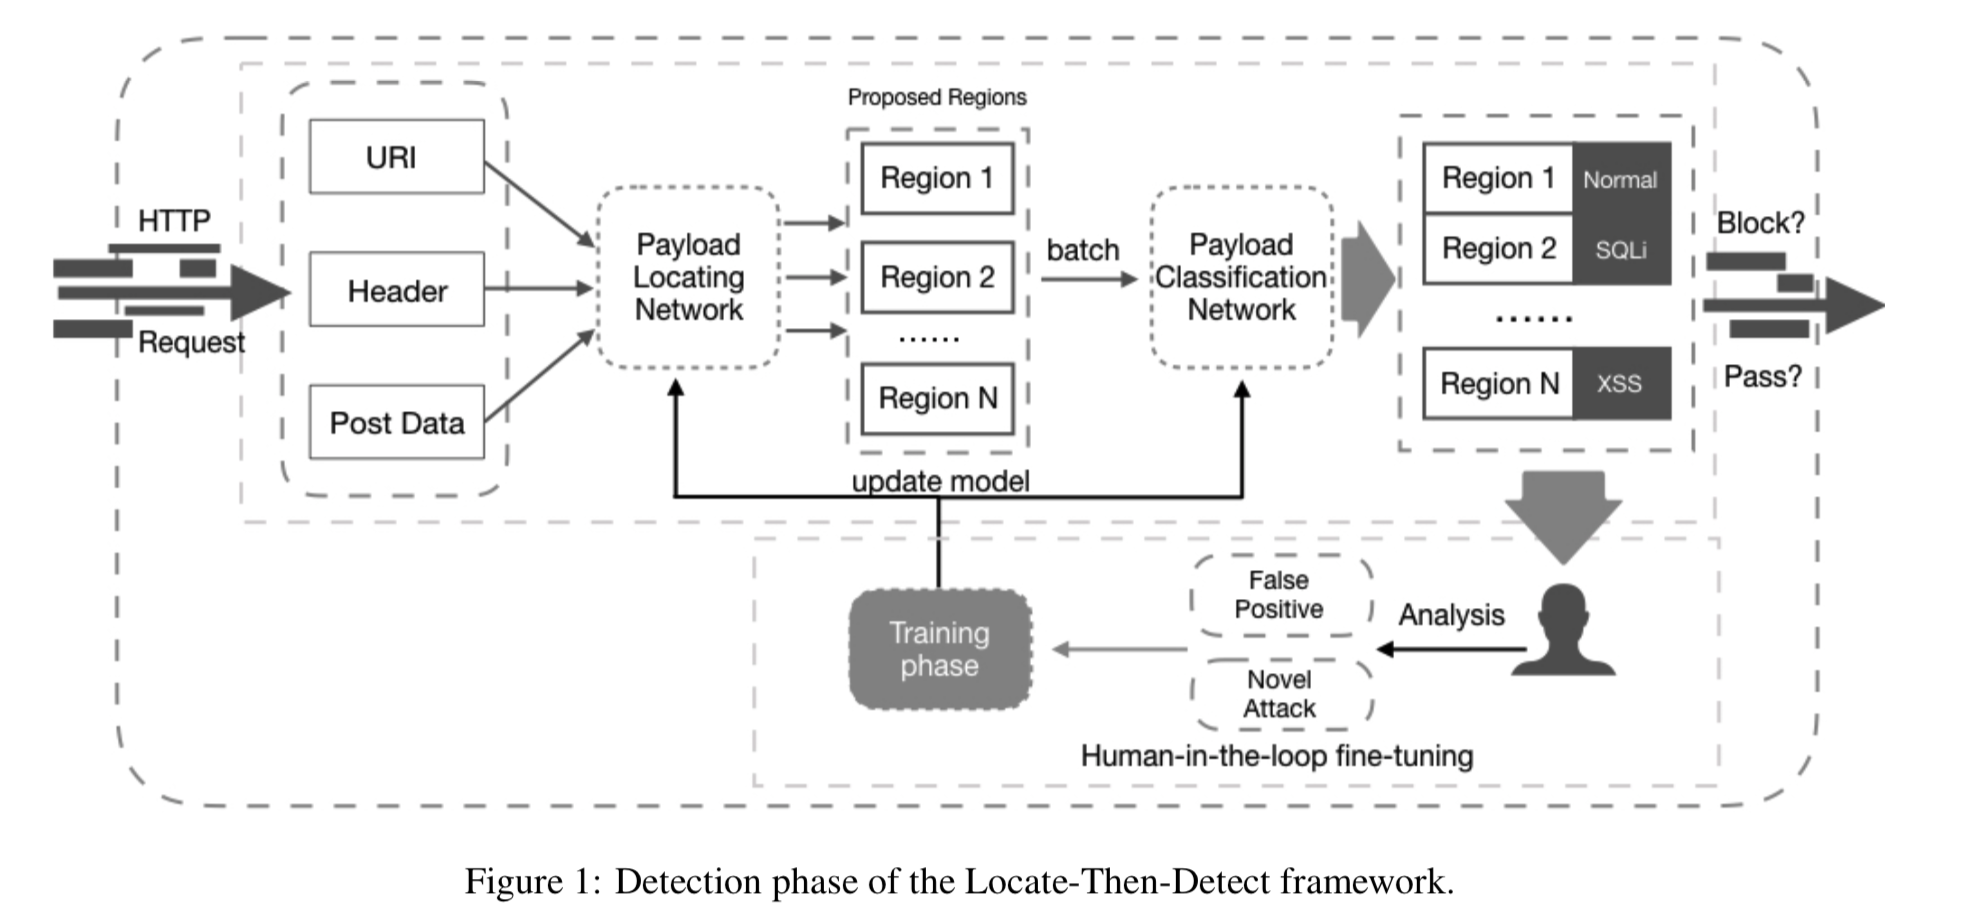 HTTP
Request
URI
Header
Post Data
Payload
Locating
Network
Proposed Regions
Region 1
Region 2
......
Region N
batch
Payload
Classification
Network
Region 1 Normal
Region 2 SQLi
......
Region N XSS
Block?
Pass?
update model
Training
phase
False
Positive
Novel
Attack
Analysis
Human-in-the-loop fine-tuning
Figure 1: Detection phase of the Locate-Then-Detect framework.